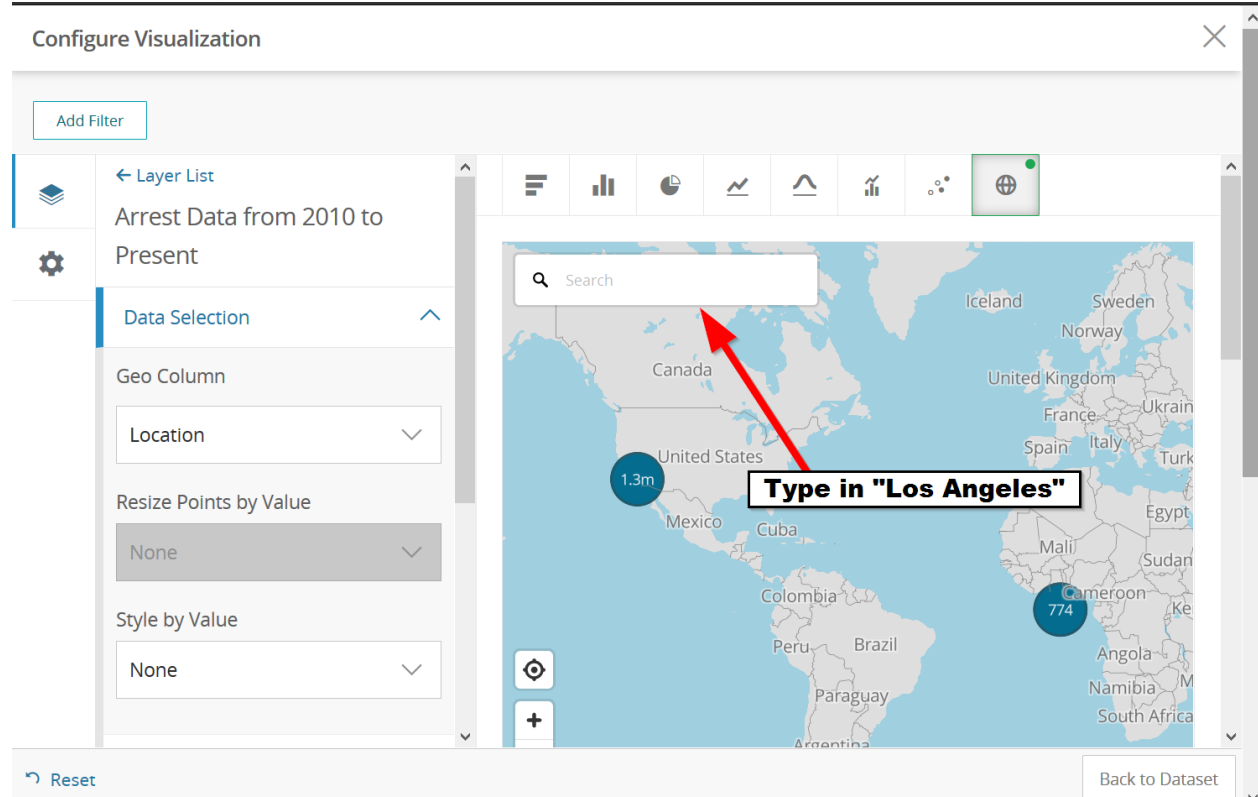 Configure Visualization
Add Filter
Layer List
Arrest Data from 2010 to
Present
Data Selection
Geo Column
Location
Resize Points by Value
None
Style by Value
None
Reset
Search
Iceland
Sweden
Norway
Canada
United Kingdom
France
Ukrain
Spain
Italy
Turk
United States
1.3m
Type in "Los Angeles"
Mexico
Cuba
Egypt
Mali
Sudan
Colombia
Cameroon
774
Ke
Peru
Brazil
Angola
Namibia
M
Paraguay
South Africa
Argentina
Back to Dataset